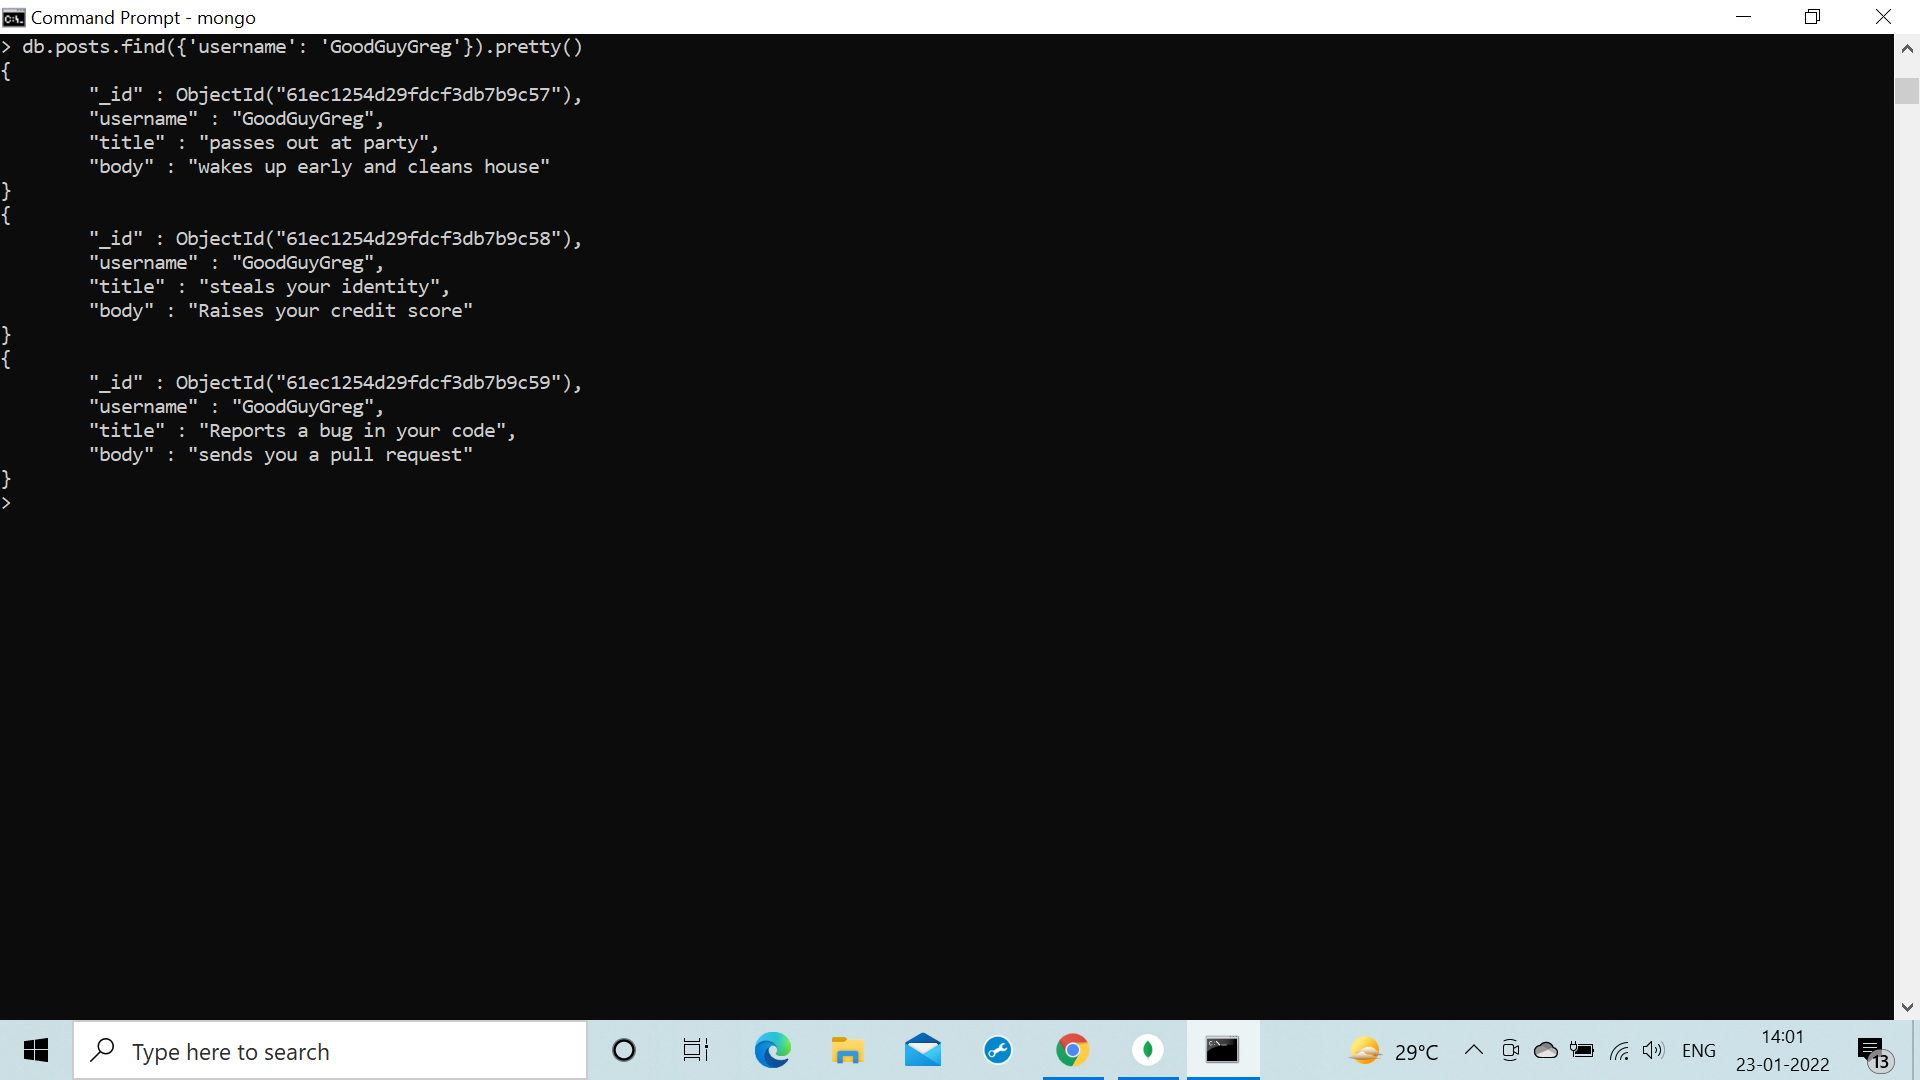 Command Prompt - mongo
> db.posts.find({'username': 'GoodGuyGreg'}).pretty()
{
"_id" : ObjectId("61ec1254d29fdcf3db7b9c57"),
"username" : "GoodGuyGreg",
"title" : "passes out at party",
"body" : "wakes up early and cleans house"
}
{
"_id" : ObjectId("61ec1254d29fdcf3db7b9c58"),
"username" : "GoodGuyGreg",
"title" : "steals your identity",
"body" : "Raises your credit score"
}
{
"_id" : ObjectId("61ec1254d29fdcf3db7b9c59"),
"username" : "GoodGuyGreg",
"title" : "Reports a bug in your code",
"body" : "sends you a pull request"
}
>
Type here to search
29°C
ENG
14:01
23-01-2022
13